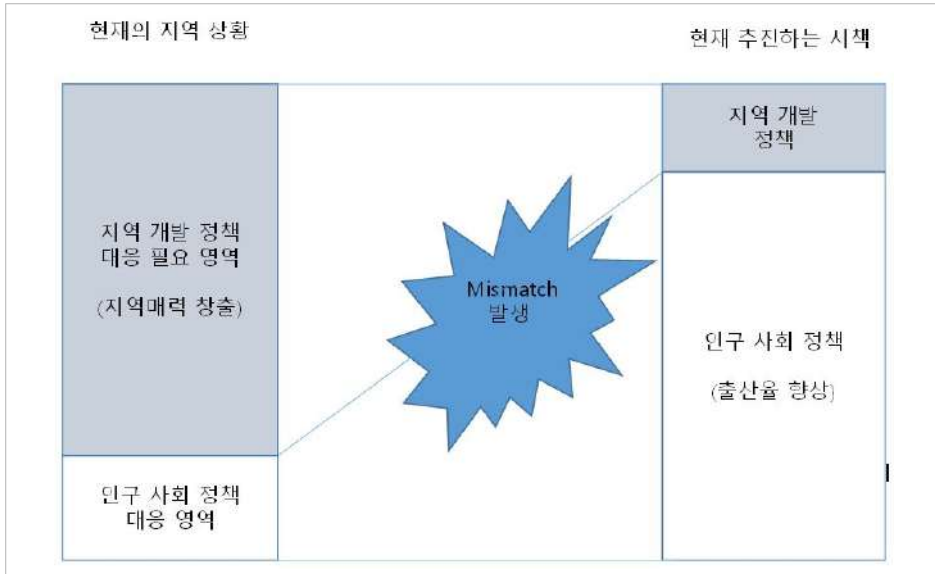 현재의 지역 상황
현재 추진하는 시책
지역 개발
정책
지역 개발 정책
대응 필요 영역
(지역매력 창출)
Mismatch
발생
인구 사회 정책
(출산율 향상)
인구 사회 정책
대응 영역